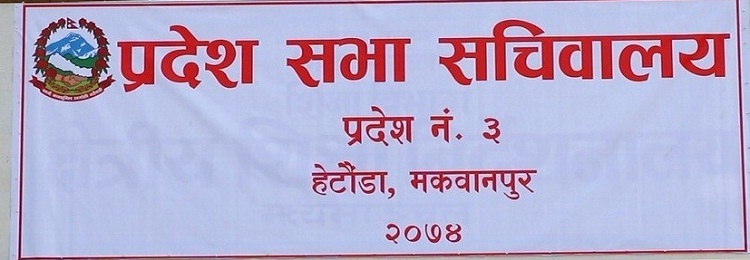 प्रदेश सभा सचिवालय
प्रदेश नं. ३
हेटौंडा, मकवानपुर
२०७४